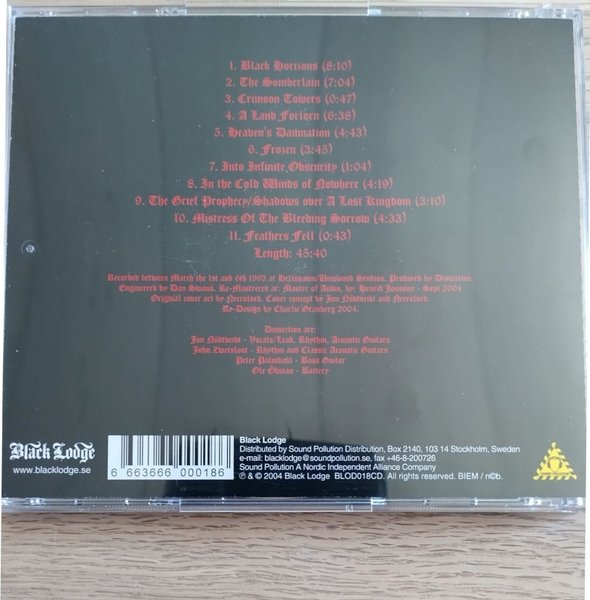 1. Black Horizons (8:10)
2. The Somberlain (7:04)
3. Crimson Towers (0:47)
4. A Land Forlorn (6:38)
5. Heaven's Damnation (4:43)
6. Frozen (3:45)
7. Into Infinite Obscurity (1:04)
8. In the Cold Winds of Nowhere (4:19)
9. The Grief Prophecy/Shadows over A Lost Kingdom (3:10)
10. Mistress Of The Bleeding Sorrow (4:33)
11. Feathers Fell (0:43)
Length: 45:40
Recorded between March the 1st and 6th 1993 at Hellspawn/Unisound Studios. Produced by Dissection.
Engineered by Dan Swanö. Re-Mastrered at: Master of Audio, by: Henrik Jonsson - Sept 2004
Original cover art by Necrolord. Cover concept by Jon Nödtveidt and Necrolord.
Re-Design by Charlie Granberg 2004.
Dissection are:
Jon Nödtveidt - Vocals/Lead, Rhythm, Acoustic Guitars
John Zwetsloot - Rhythm and Classic Acoustic Guitars
Peter Palmdahl - Bass Guitar
Ole Öhman - Battery
Black Lodge
www.blacklodge.se
6 663666 000186
Black Lodge
Distributed by Sound Pollution Distribution, Box 2140, 103 14 Stockholm, Sweden
e-mail: blacklodge@soundpollution.se, fax +46-8-200726
Sound Pollution A Nordic Independent Alliance Company
℗ & © 2004 Black Lodge BLOD018CD. All rights reserved. BIEM / n©b.